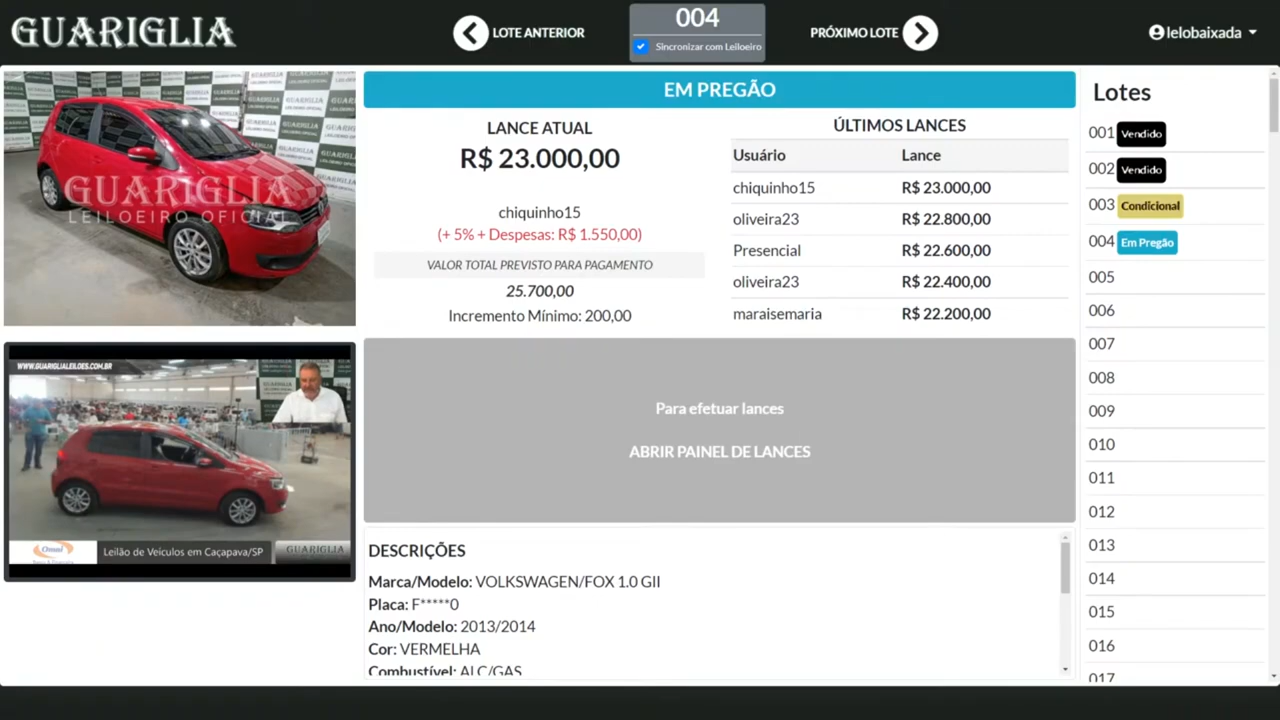 GUARIGLIA
LOTE ANTERIOR
004
Sincronizar com Leiloeiro
PRÓXIMO LOTE
lelobaixada
GUARIGLIA
LEILOEIRO OFICIAL
EM PREGÃO
LANCE ATUAL
R$ 23.000,00
chiquinho15
(+ 5% + Despesas: R$ 1.550,00)
VALOR TOTAL PREVISTO PARA PAGAMENTO
25.700,00
Incremento Mínimo: 200,00
ÚLTIMOS LANCES
Usuário Lance
chiquinho15 R$ 23.000,00
oliveira23 R$ 22.800,00
Presencial R$ 22.600,00
oliveira23 R$ 22.400,00
maraisemaria R$ 22.200,00
WWW.GUARIGLIALEILOES.COM.BR
GUARIGLIA
Omni
Leilão de Veículos em Caçapava/SP
GUARIGLIA
Para efetuar lances
ABRIR PAINEL DE LANCES
DESCRIÇÕES
Marca/Modelo: VOLKSWAGEN/FOX 1.0 GII
Placa: F*****0
Ano/Modelo: 2013/2014
Cor: VERMELHA
Combustível: ALC/GAS
Lotes
001 Vendido
002 Vendido
003 Condicional
004 Em Pregão
005
006
007
008
009
010
011
012
013
014
015
016
017